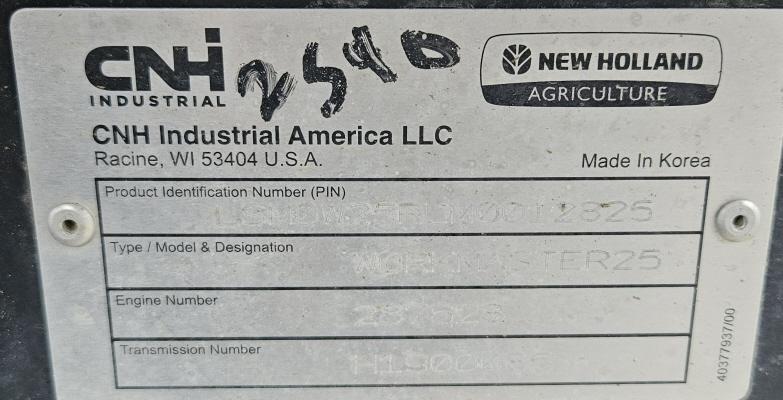 CNH
INDUSTRIAL
2540
NEW HOLLAND
AGRICULTURE
CNH Industrial America LLC
Racine, WI 53404 U.S.A.
Made In Korea
Product Identification Number (PIN)
Type / Model & Designation
WORKMASTER25
Engine Number
Transmission Number
40377937/00